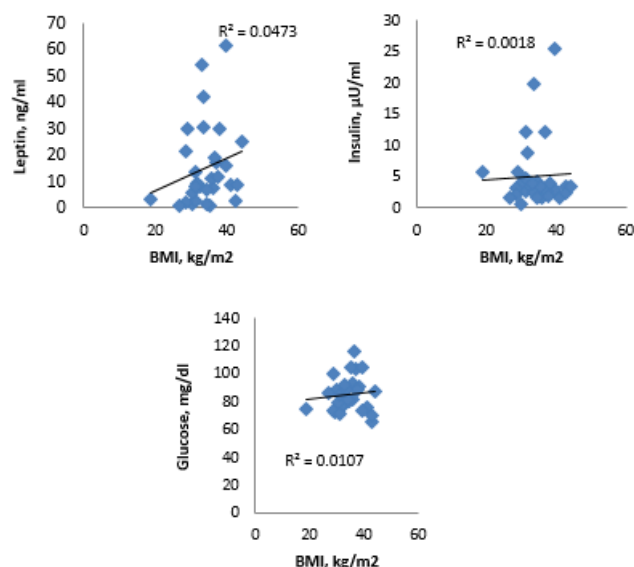 R² = 0.0473
Leptin, ng/ml
70
60
50
40
30
20
10
0
0 20 40 60
BMI, kg/m2
R² = 0.0018
Insulin, µU/ml
30
25
20
15
10
5
0
0 20 40 60
BMI, kg/m2
Glucose, mg/dl
140
120
100
80
60
40
20
0
R² = 0.0107
0 20 40 60
BMI, kg/m2